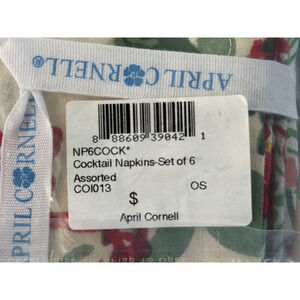 APRIL CORNELL®
APRIL CORNELL
8 88609 39042 1
NP6COCK*
Cocktail Napkins-Set of 6
Assorted
COI013 OS
$
April Cornell